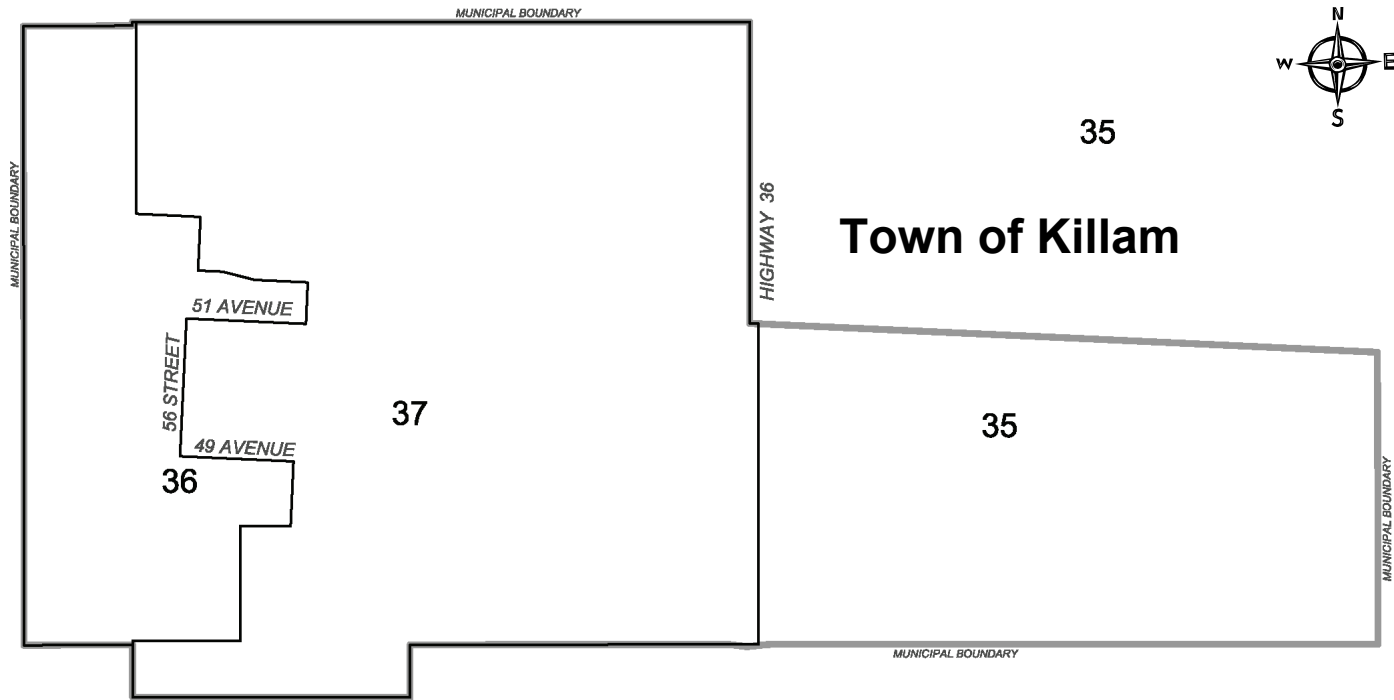 MUNICIPAL BOUNDARY
N
W
E
S
35
MUNICIPAL BOUNDARY
HIGHWAY 36
Town of Killam
51 AVENUE
56 STREET
37
35
49 AVENUE
36
MUNICIPAL BOUNDARY
MUNICIPAL BOUNDARY